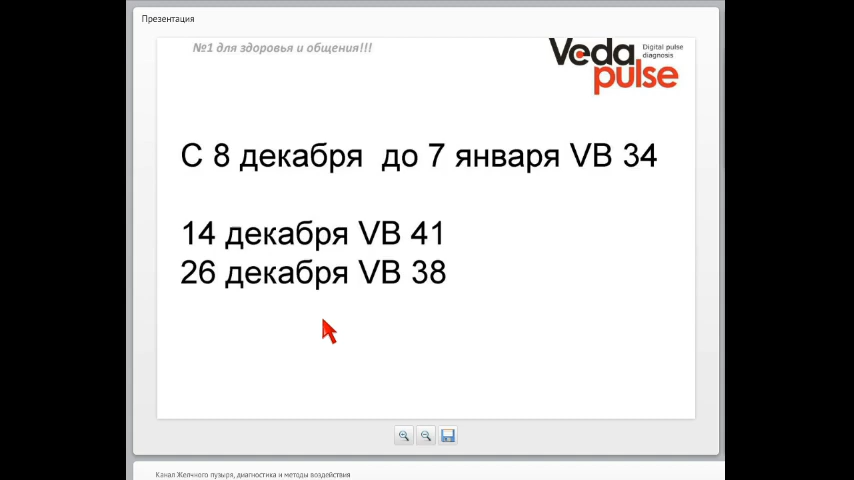 Презентация
№1 для здоровья и общения!!!
Veda pulse
Digital pulse
diagnosis
С 8 декабря до 7 января VB 34
14 декабря VB 41
26 декабря VB 38
Канал Желчного пузыря, диагностика и методы воздействия